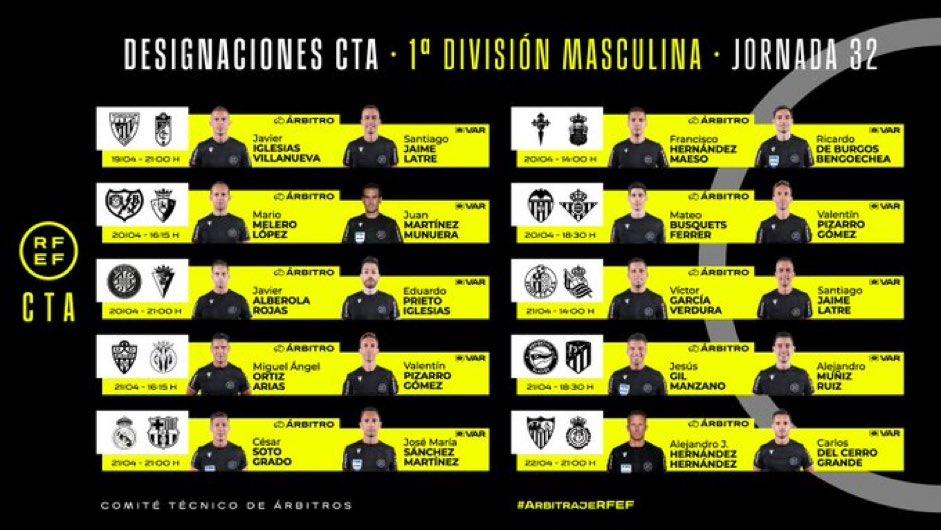 DESIGNACIONES CTA · 1ª DIVISIÓN MASCULINA · JORNADA 32
RFEF
CTA
19/04 - 21:00 H
ÁRBITRO
Javier
IGLESIAS
VILLANUEVA
VAR
Santiago
JAIME
LATRE
20/04 - 14:00 H
ÁRBITRO
Francisco
HERNÁNDEZ
MAESO
VAR
Ricardo
DE BURGOS
BENGOECHEA
20/04 - 16:15 H
ÁRBITRO
Mario
MELERO
LÓPEZ
VAR
Juan
MARTÍNEZ
MUNUERA
20/04 - 18:30 H
ÁRBITRO
Mateo
BUSQUETS
FERRER
VAR
Valentín
PIZARRO
GÓMEZ
20/04 - 21:00 H
ÁRBITRO
Javier
ALBEROLA
ROJAS
VAR
Eduardo
PRIETO
IGLESIAS
21/04 - 14:00 H
ÁRBITRO
Víctor
GARCÍA
VERDURA
VAR
Santiago
JAIME
LATRE
21/04 - 16:15 H
ÁRBITRO
Miguel Ángel
ORTIZ
ARIAS
VAR
Valentín
PIZARRO
GÓMEZ
21/04 - 18:30 H
ÁRBITRO
Jesús
GIL
MANZANO
VAR
Alejandro
MUÑIZ
RUIZ
21/04 - 21:00 H
ÁRBITRO
César
SOTO
GRADO
VAR
José María
SÁNCHEZ
MARTÍNEZ
22/04 - 21:00 H
ÁRBITRO
Alejandro J.
HERNÁNDEZ
HERNÁNDEZ
VAR
Carlos
DEL CERRO
GRANDE
COMITÉ TÉCNICO DE ÁRBITROS
#ArbitrajeRFEF